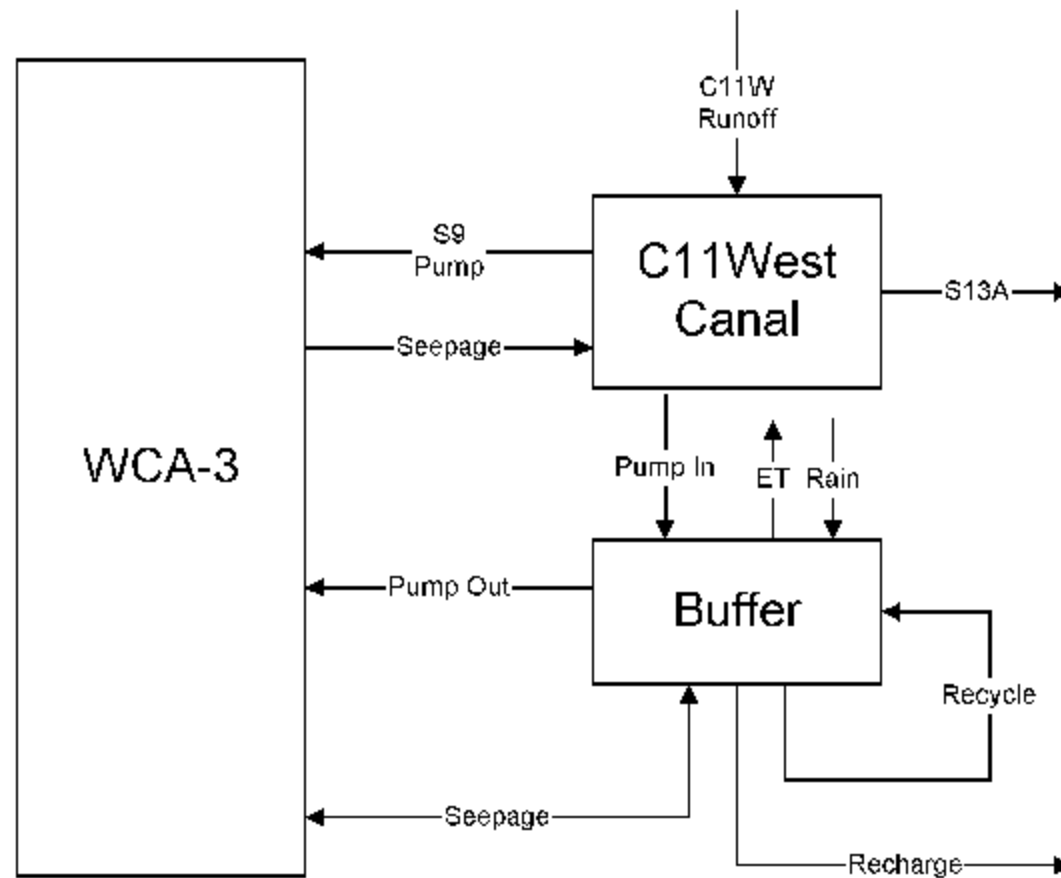 C11W
Runoff
S9
Pump
C11West
Canal
S13A
Seepage
WCA-3
Pump In
ET
Rain
Pump Out
Buffer
Recycle
Seepage
Recharge